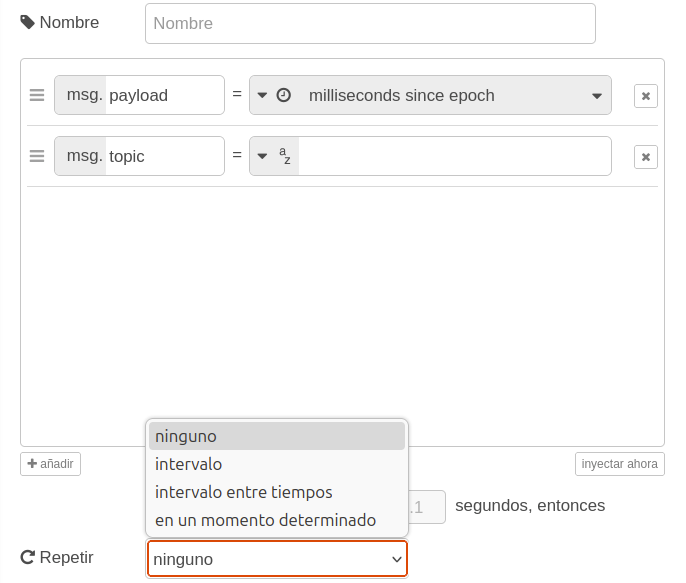 Nombre Nombre
msg. payload = milliseconds since epoch
msg. topic = a z
añadir inyectar ahora
ninguno
intervalo
intervalo entre tiempos
en un momento determinado
.1 segundos, entonces
Repetir ninguno